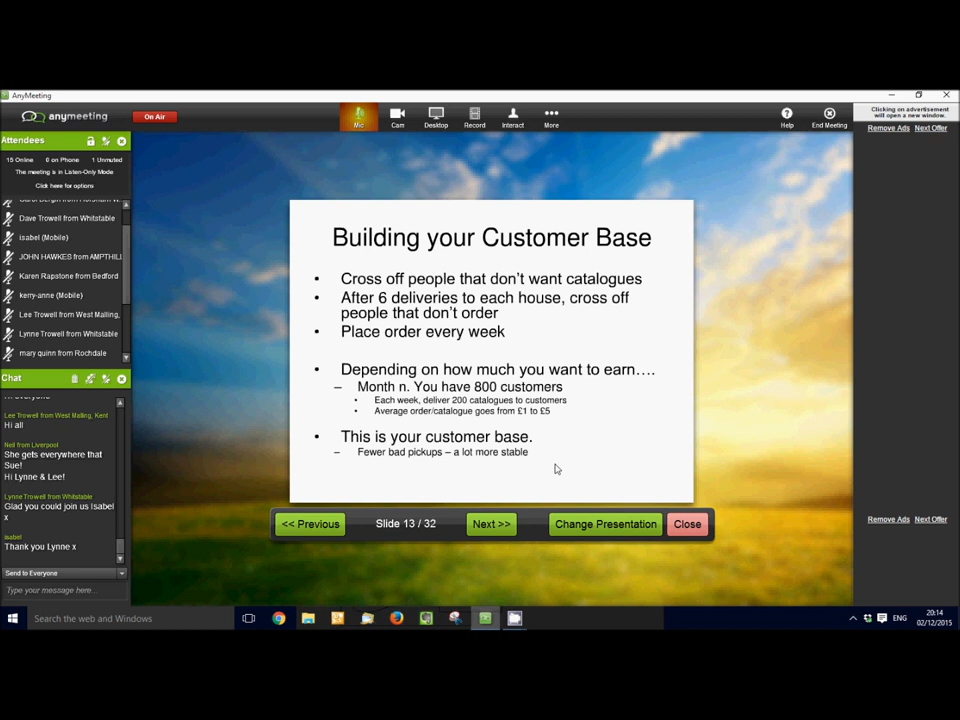 AnyMeeting
anymeeting
On Air
Mic
Cam
Desktop
Record
Interact
More
Help
End Meeting
Clicking on advertisement
will open a new window.
Remove Ads Next Offer
Attendees
15 Online 0 on Phone 1 Unmuted
The meeting is in Listen-Only Mode
Click here for options
Dave Trowell from Whitstable
isabel (Mobile)
JOHN HAWKES from AMPTHILL
Karen Rapstone from Bedford
kerry-anne (Mobile)
Lee Trowell from West Malling,
Lynne Trowell from Whitstable
mary quinn from Rochdale
Chat
Lee Trowell from West Malling, Kent
Hi all
Neil from Liverpool
She gets everywhere that
Sue!
Hi Lynne & Lee!
Lynne Trowell from Whitstable
Glad you could join us Isabel
x
isabel
Thank you Lynne x
Send to Everyone
Type your message here...
Building your Customer Base
• Cross off people that don't want catalogues
• After 6 deliveries to each house, cross off
people that don't order
• Place order every week
• Depending on how much you want to earn….
– Month n. You have 800 customers
• Each week, deliver 200 catalogues to customers
• Average order/catalogue goes from £1 to £5
• This is your customer base.
– Fewer bad pickups – a lot more stable
<< Previous
Slide 13 / 32
Next >>
Change Presentation
Close
Remove Ads Next Offer
Search the web and Windows
ENG
20:14
02/12/2015